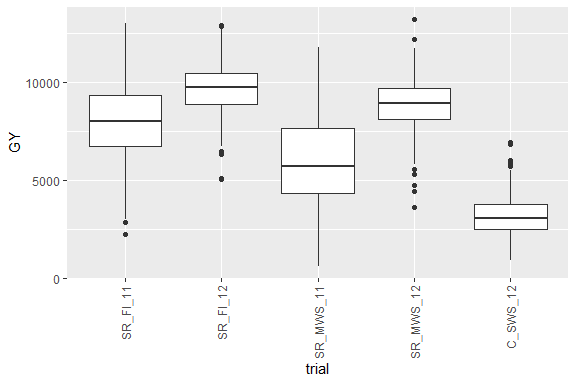 GY
10000
5000
0
SR_FI_11
SR_FI_12
SR_MWS_11
SR_MWS_12
C_SWS_12
trial